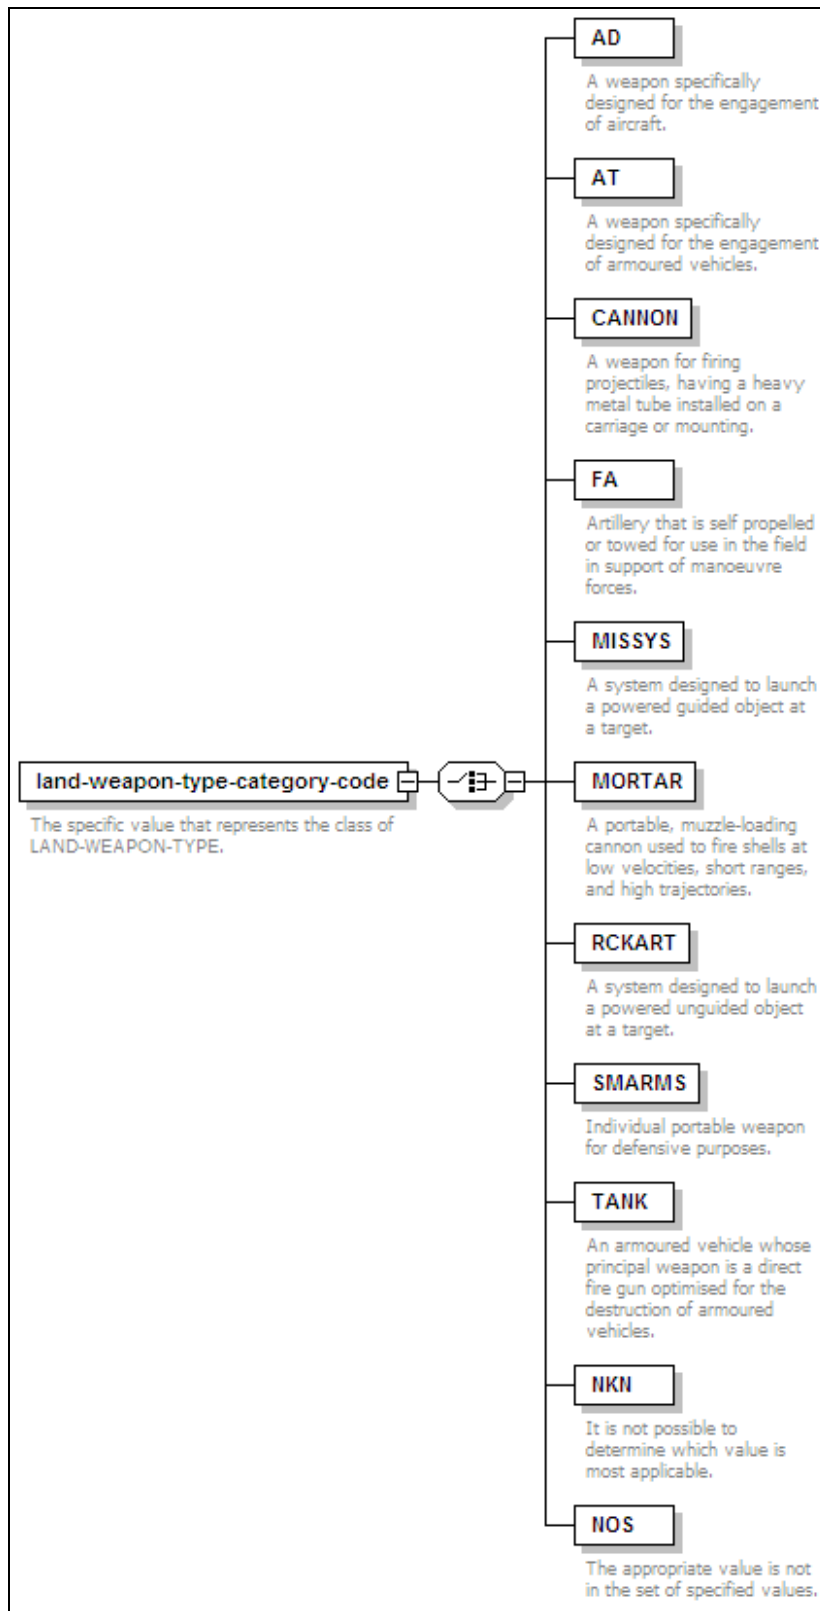 AD
A weapon specifically
designed for the engagement
of aircraft.
AT
A weapon specifically
designed for the engagement
of armoured vehicles.
CANNON
A weapon for firing
projectiles, having a heavy
metal tube installed on a
carriage or mounting.
FA
Artillery that is self propelled
or towed for use in the field
in support of manoeuvre
forces.
MISSYS
A system designed to launch
a powered guided object at
a target.
land-weapon-type-category-code
The specific value that represents the class of
LAND-WEAPON-TYPE.
MORTAR
A portable, muzzle-loading
cannon used to fire shells at
low velocities, short ranges,
and high trajectories.
RCKART
A system designed to launch
a powered unguided object
at a target.
SMARMS
Individual portable weapon
for defensive purposes.
TANK
An armoured vehicle whose
principal weapon is a direct
fire gun optimised for the
destruction of armoured
vehicles.
NKN
It is not possible to
determine which value is
most applicable.
NOS
The appropriate value is not
in the set of specified values.